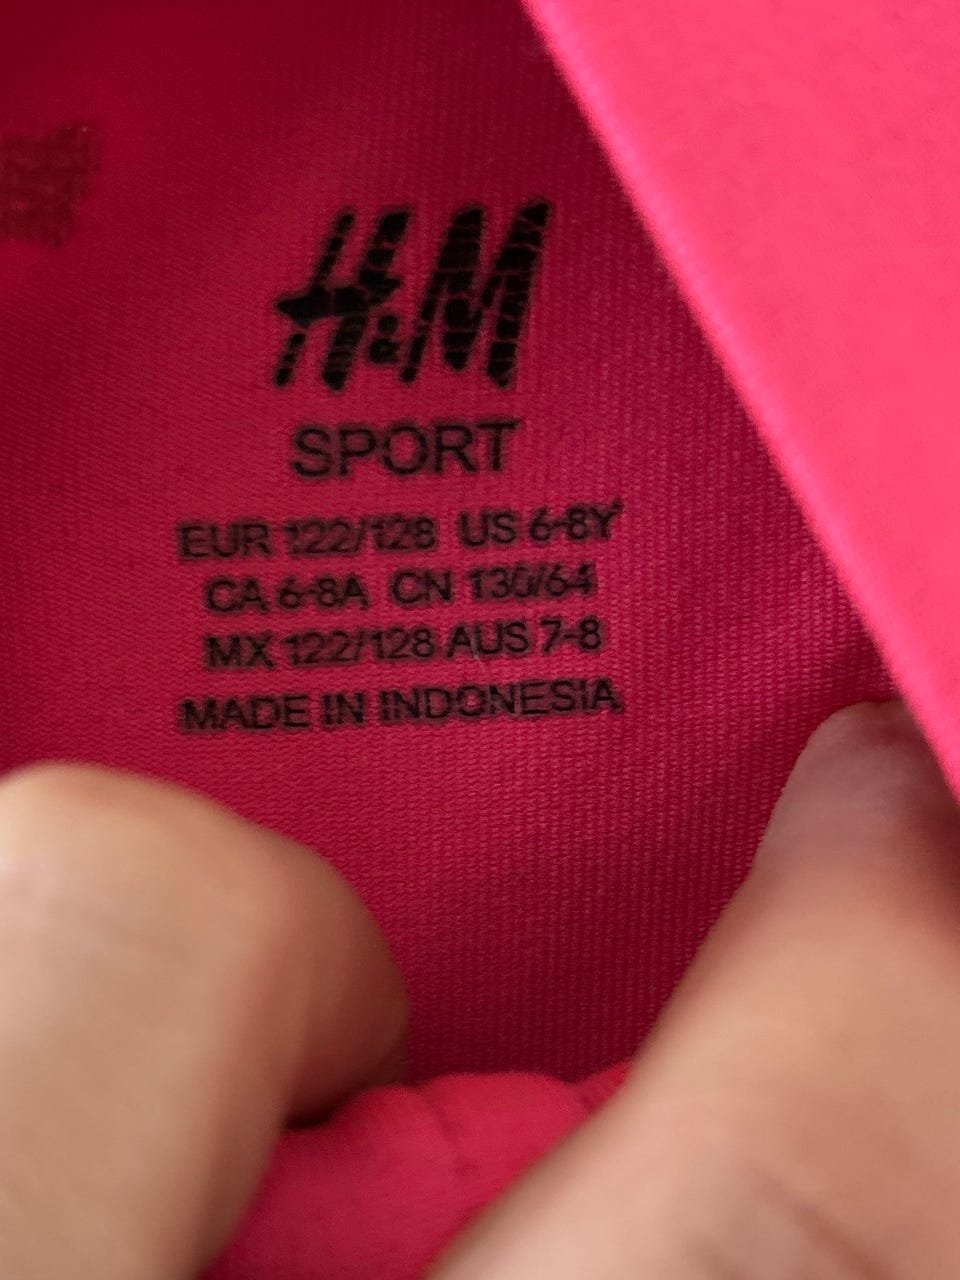 H&M
SPORT
EUR 122/128 US 6-8Y
CA 6-8A CN 130/64
MX 122/128 AUS 7-8
MADE IN INDONESIA